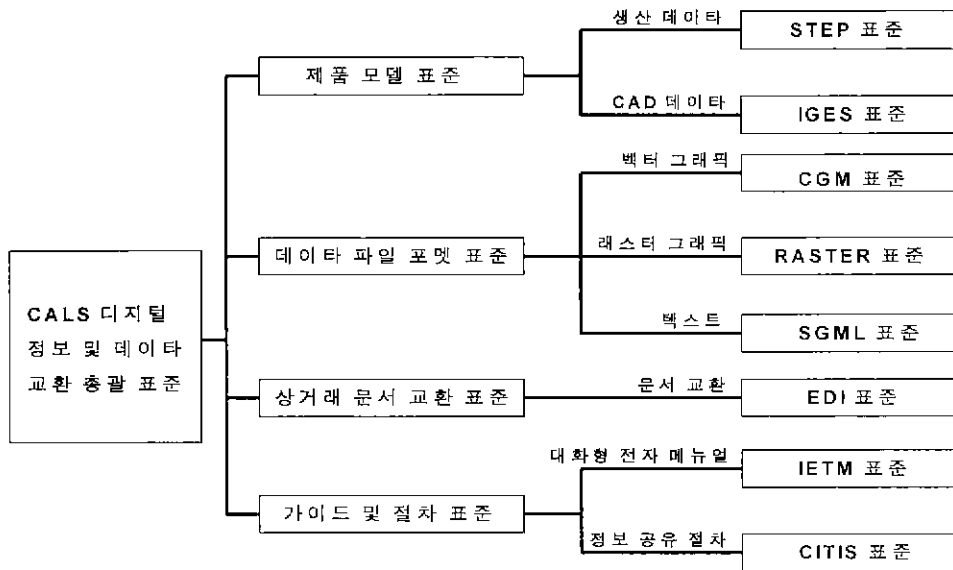 생산 데이타
STEP 표준
제품 모델 표준
CAD 데이타
IGES 표준
벡터 그래픽
CGM 표준
데이타 파일 포멧 표준
래스터 그래픽
RASTER 표준
텍스트
SGML 표준
CALS 디지털
정보 및 데이타
교환 총괄 표준
상거래 문서 교환 표준
문서 교환
EDI 표준
대화형 전자 메뉴얼
IETM 표준
가이드 및 절차 표준
정보 공유 절차
CITIS 표준